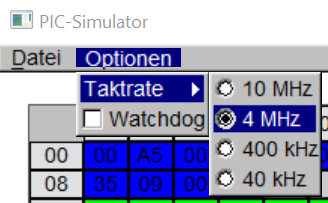 PIC-Simulator
Datei Optionen
Taktrate 10 MHz
Watchdog 4 MHz
400 kHz
40 kHz
00 00 A5 00
08 35 09 00